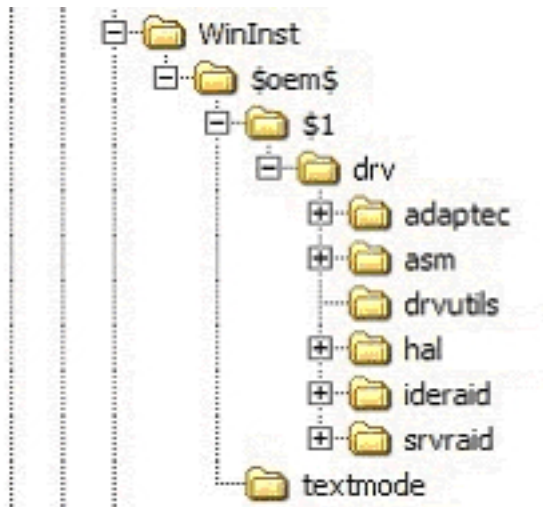 WinInst
$oem$
$1
drv
adaptec
asm
drvutils
hal
ideraid
srvraid
textmode